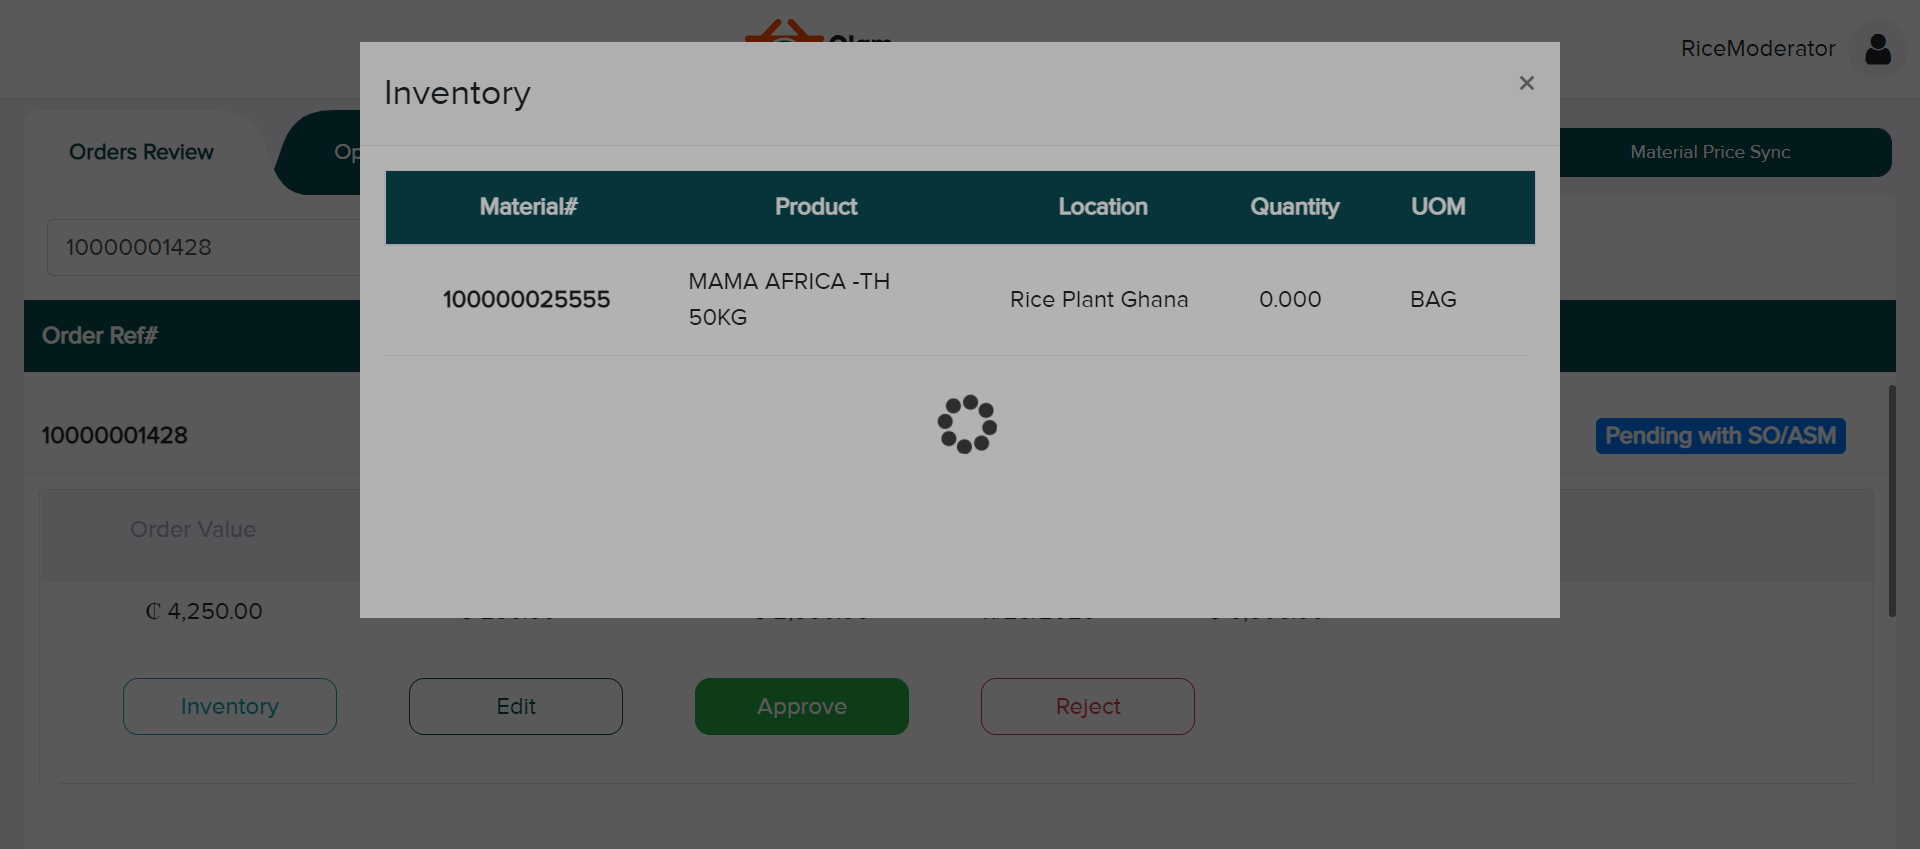 RiceModerator
Inventory
×
Orders Review
Material Price Sync
Material# Product Location Quantity UOM
10000001428
100000025555 MAMA AFRICA -TH 50KG Rice Plant Ghana 0.000 BAG
Order Ref#
10000001428 Pending with SO/ASM
Order Value
₵ 4,250.00
Inventory Edit Approve Reject